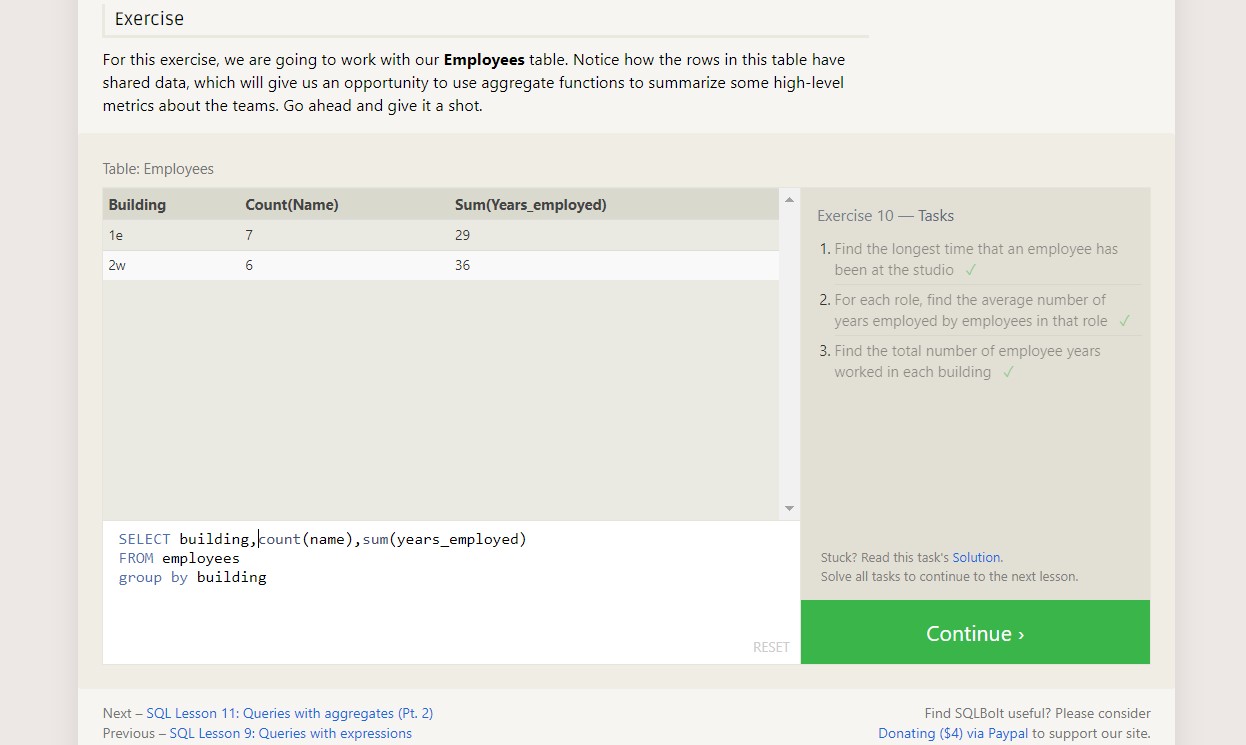 Exercise
For this exercise, we are going to work with our Employees table. Notice how the rows in this table have
shared data, which will give us an opportunity to use aggregate functions to summarize some high-level
metrics about the teams. Go ahead and give it a shot.
Table: Employees
Building Count(Name) Sum(Years_employed)
1e 7 29
2w 6 36
SELECT building,count(name),sum(years_employed)
FROM employees
group by building
RESET
Exercise 10 — Tasks
1. Find the longest time that an employee has
been at the studio ✓
2. For each role, find the average number of
years employed by employees in that role ✓
3. Find the total number of employee years
worked in each building ✓
Stuck? Read this task's Solution.
Solve all tasks to continue to the next lesson.
Continue ›
Next – SQL Lesson 11: Queries with aggregates (Pt. 2)
Previous – SQL Lesson 9: Queries with expressions
Find SQLBolt useful? Please consider
Donating ($4) via Paypal to support our site.